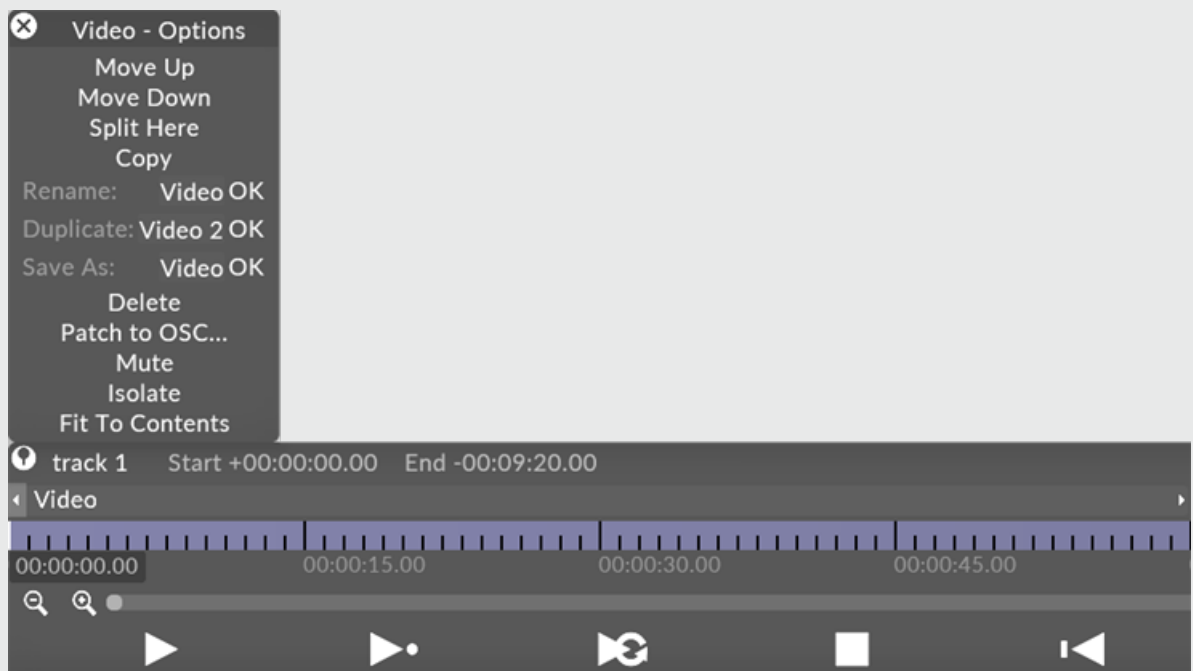 Video - Options
Move Up
Move Down
Split Here
Copy
Rename: Video OK
Duplicate: Video 2 OK
Save As: Video OK
Delete
Patch to OSC...
Mute
Isolate
Fit To Contents
track 1 Start +00:00:00.00 End -00:09:20.00
Video
00:00:00.00 00:00:15.00 00:00:30.00 00:00:45.00